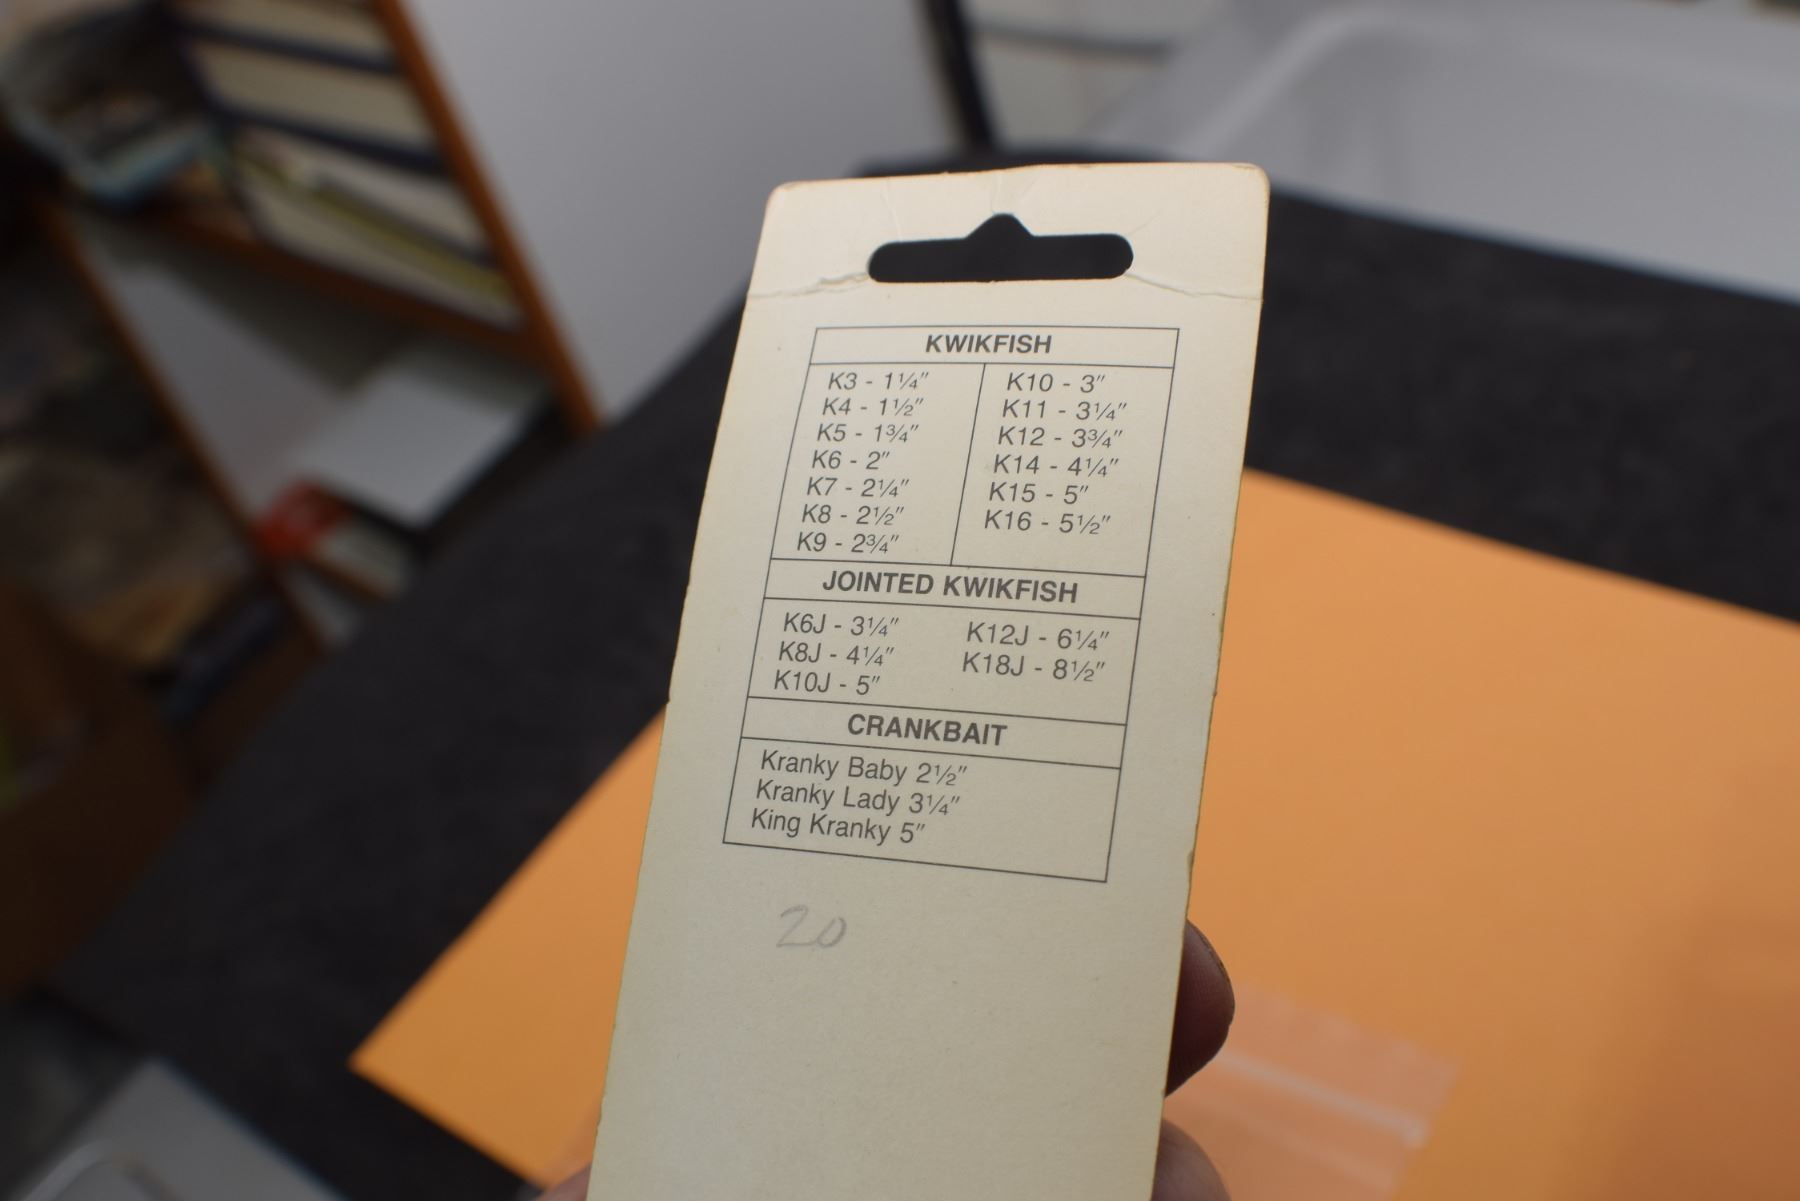 KWIKFISH
K3 - 1¼"
K4 - 1½"
K5 - 1¾"
K6 - 2"
K7 - 2¼"
K8 - 2½"
K9 - 2¾"
K10 - 3"
K11 - 3¼"
K12 - 3¾"
K14 - 4¼"
K15 - 5"
K16 - 5½"
JOINTED KWIKFISH
K6J - 3¼"
K8J - 4¼"
K10J - 5"
K12J - 6¼"
K18J - 8½"
CRANKBAIT
Kranky Baby 2½"
Kranky Lady 3¼"
King Kranky 5"
20